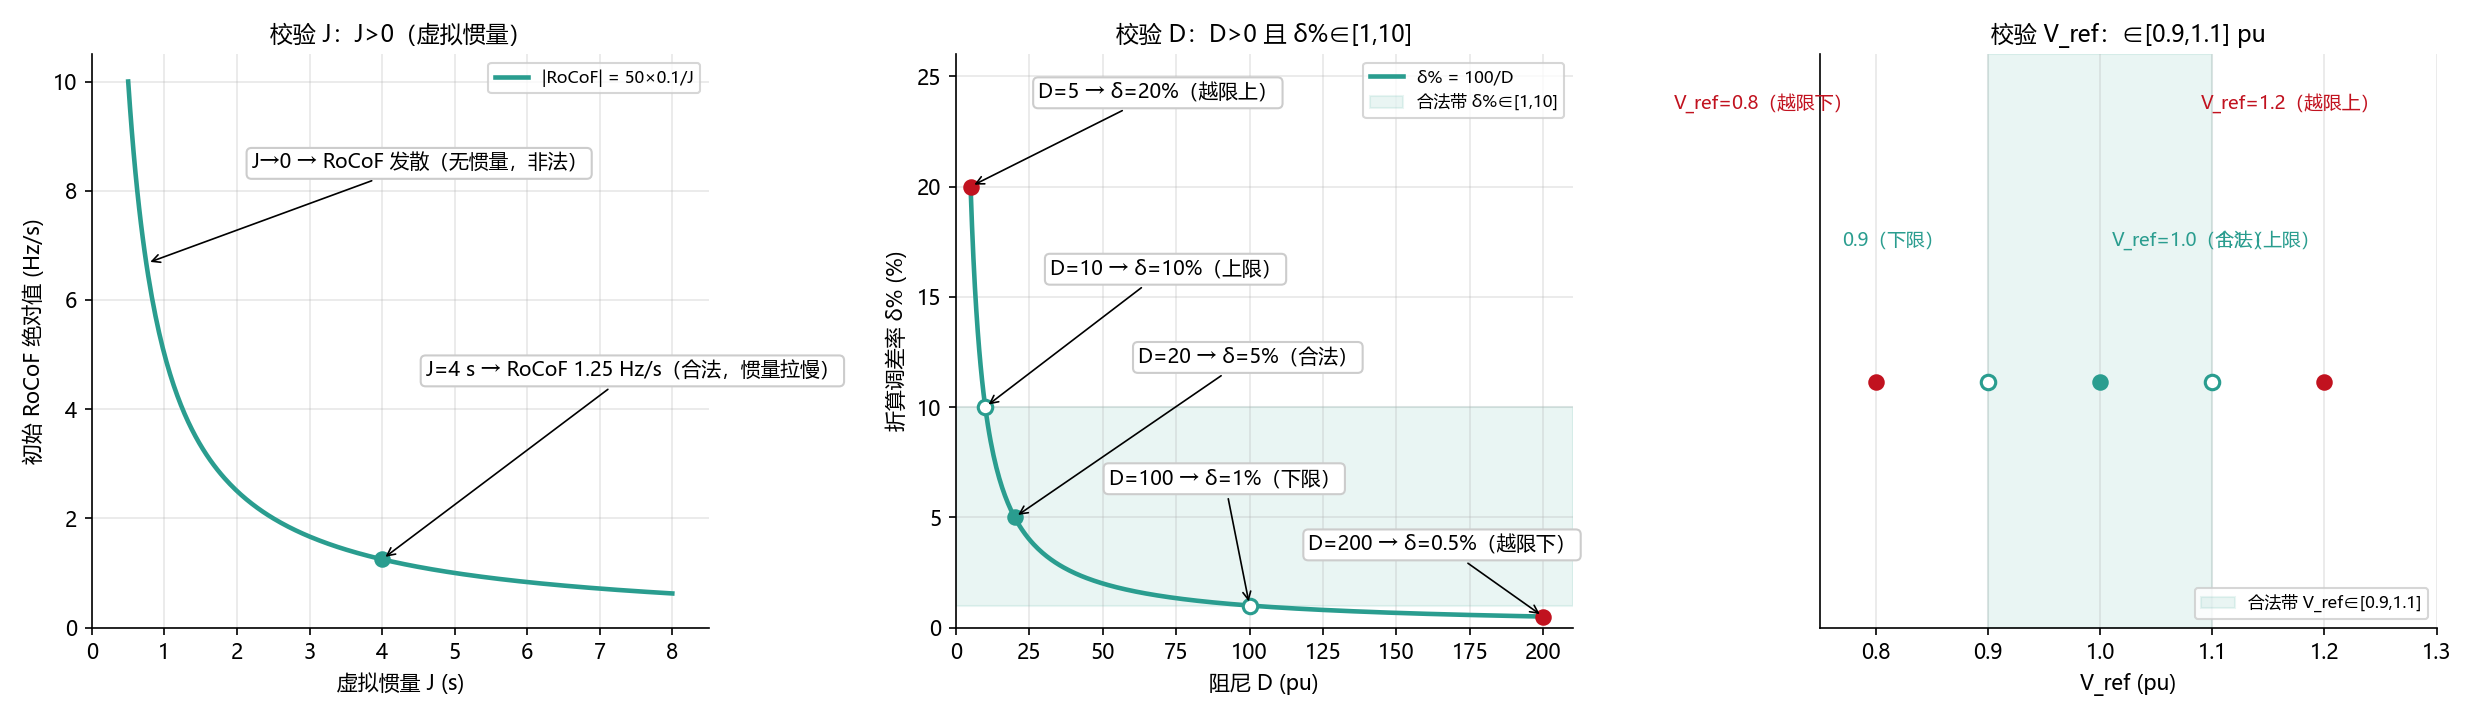 校验 J：J>0（虚拟惯量）
|RoCoF| = 50×0.1/J
J→0 → RoCoF 发散（无惯量，非法）
J=4 s → RoCoF 1.25 Hz/s（合法，惯量拉慢）
初始 RoCoF 绝对值 (Hz/s)
10
8
6
4
2
0
0 1 2 3 4 5 6 7 8
虚拟惯量 J (s)
校验 D：D>0 且 δ%∈[1,10]
δ% = 100/D
合法带 δ%∈[1,10]
D=5 → δ=20%（越限上）
D=10 → δ=10%（上限）
D=20 → δ=5%（合法）
D=100 → δ=1%（下限）
D=200 → δ=0.5%（越限下）
折算调差率 δ% (%)
25
20
15
10
5
0
0 25 50 75 100 125 150 175 200
阻尼 D (pu)
校验 V_ref：∈[0.9,1.1] pu
V_ref=0.8（越限下）
V_ref=1.2（越限上）
0.9（下限）
V_ref=1.0（合法）
（上限）
合法带 V_ref∈[0.9,1.1]
0.8 0.9 1.0 1.1 1.2 1.3
V_ref (pu)